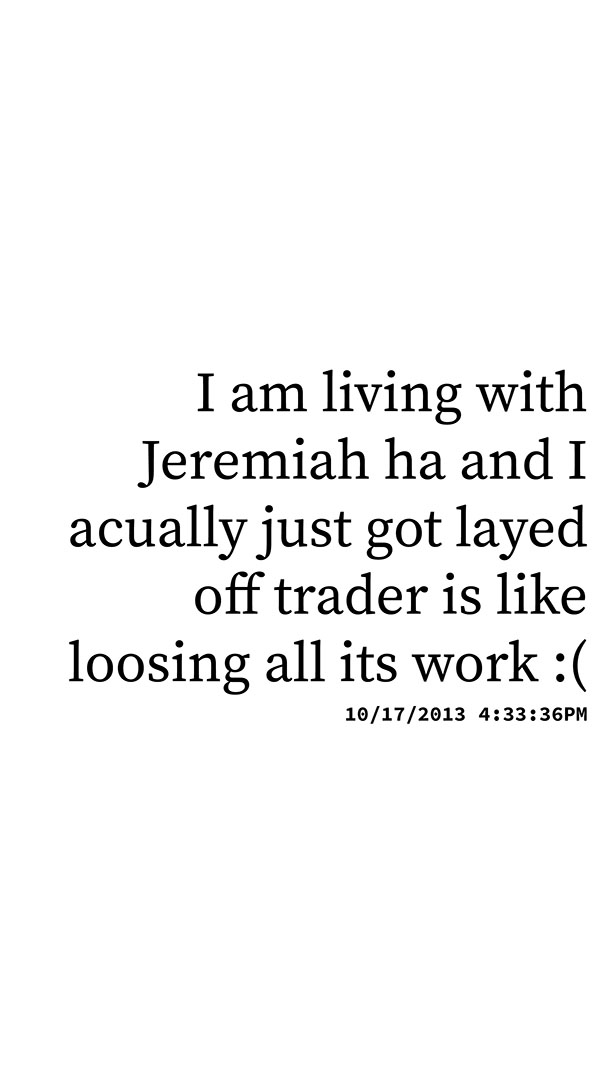 I am living with
Jeremiah ha and I
acually just got layed
off trader is like
loosing all its work :(
10/17/2013 4:33:36PM